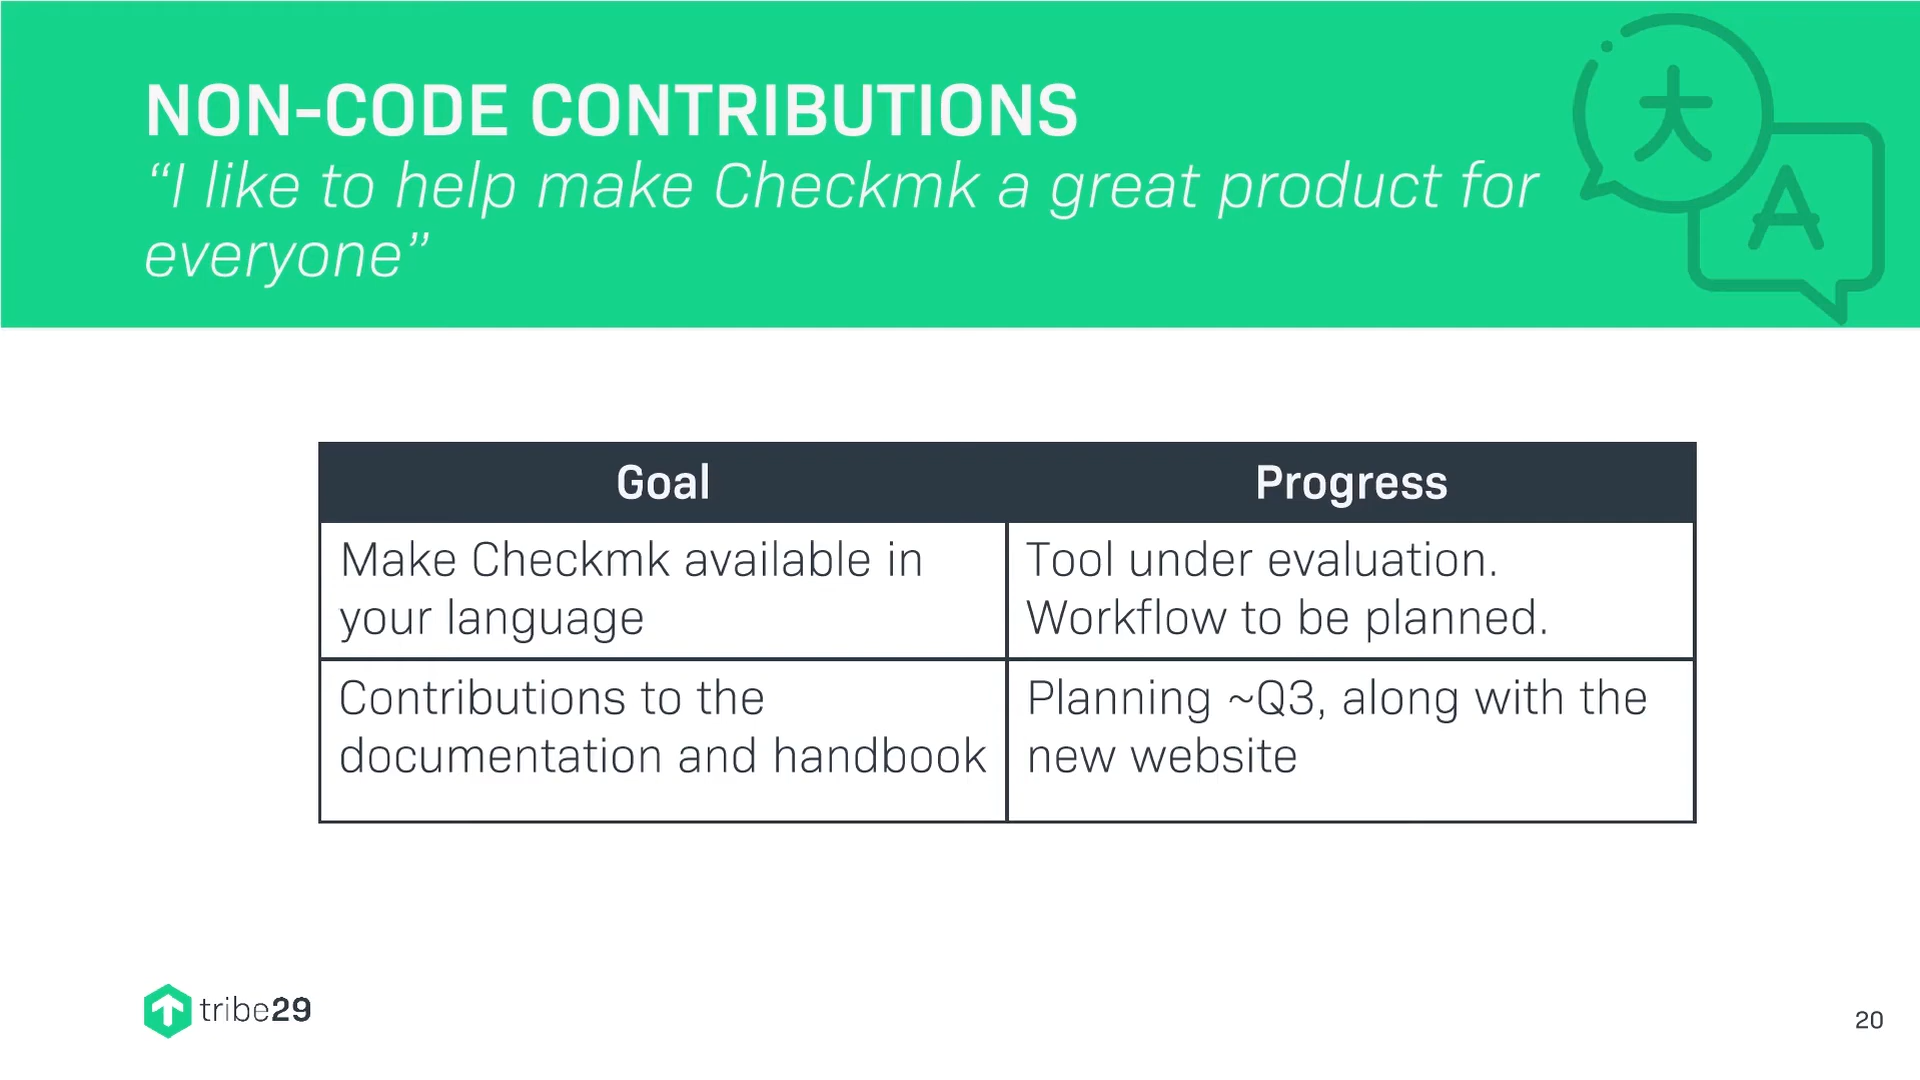 NON-CODE CONTRIBUTIONS
“I like to help make Checkmk a great product for
everyone”
大
A
Goal
Progress
Make Checkmk available in
your language
Tool under evaluation.
Workflow to be planned.
Contributions to the
documentation and handbook
Planning ~Q3, along with the
new website
tribe29
20